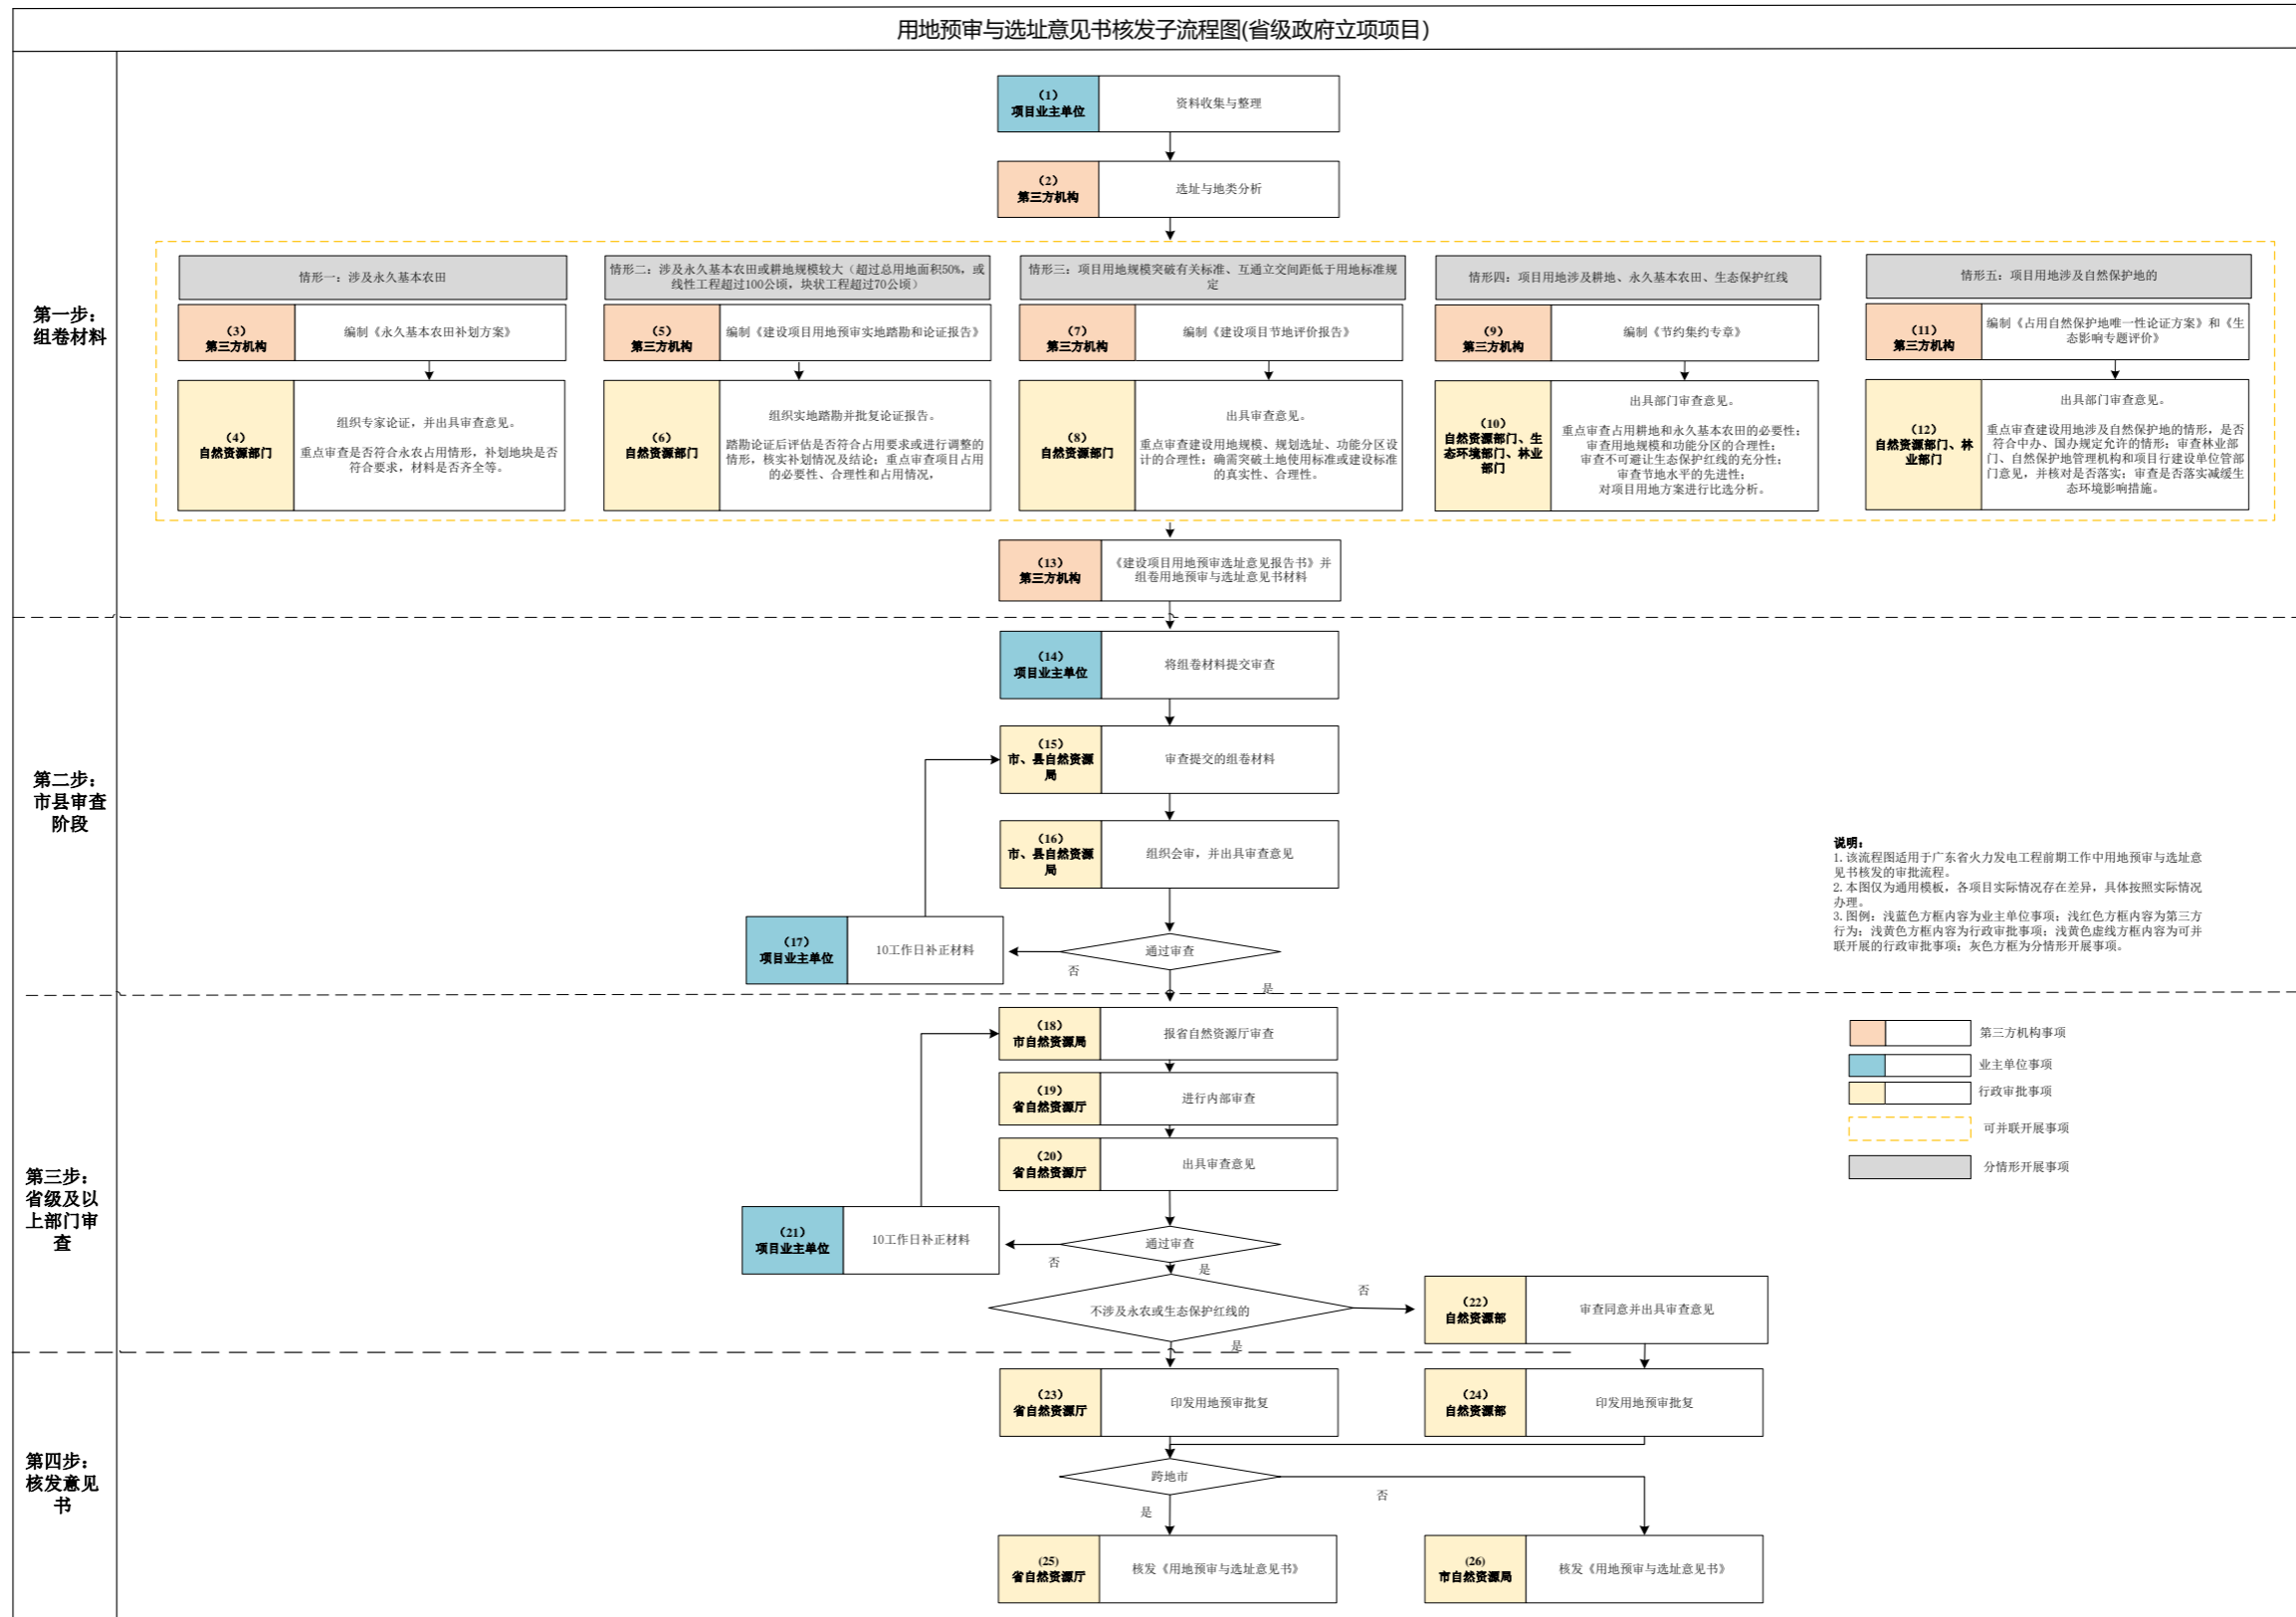 用地预审与选址意见书核发子流程图(省级政府立项项目)
第一步：
组卷材料
（1）
项目业主单位
资料收集与整理
（2）
第三方机构
选址与地类分析
情形一：涉及永久基本农田
（3）
第三方机构
编制《永久基本农田补划方案》
（4）
自然资源部门
组织专家论证，并出具审查意见。
重点审查是否符合永农占用情形，补划地块是否
符合要求，材料是否齐全等。
情形二：涉及永久基本农田或耕地规模较大（超过总用地面积50%，或
线性工程超过100公顷，块状工程超过70公顷）
（5）
第三方机构
编制《建设项目用地预审实地踏勘和论证报告》
（6）
自然资源部门
组织实地踏勘并批复论证报告。
踏勘论证后评估是否符合占用要求或进行调整的
情形，核实补划情况及结论；重点审查项目占用
的必要性、合理性和占用情况，
情形三：项目用地规模突破有关标准、互通立交间距低于用地标准规
定
（7）
第三方机构
编制《建设项目节地评价报告》
（8）
自然资源部门
出具审查意见。
重点审查建设用地规模、规划选址、功能分区设
计的合理性；确需突破土地使用标准或建设标准
的真实性、合理性。
情形四：项目用地涉及耕地、永久基本农田、生态保护红线
（9）
第三方机构
编制《节约集约专章》
（10）
自然资源部门、生
态环境部门、林业
部门
出具部门审查意见。
重点审查占用耕地和永久基本农田的必要性；
审查用地规模和功能分区的合理性；
审查不可避让生态保护红线的充分性；
审查节地水平的先进性；
对项目用地方案进行比选分析。
情形五：项目用地涉及自然保护地的
（11）
第三方机构
编制《占用自然保护地唯一性论证方案》和《生
态影响专题评价》
（12）
自然资源部门、林
业部门
出具部门审查意见。
重点审查建设用地涉及自然保护地的情形，是否
符合中办、国办规定允许的情形；审查林业部
门、自然保护地管理机构和项目行建设单位管部
门意见，并核对是否落实；审查是否落实减缓生
态环境影响措施。
（13）
第三方机构
《建设项目用地预审选址意见报告书》并
组卷用地预审与选址意见书材料
第二步：
市县审查
阶段
（14）
项目业主单位
将组卷材料提交审查
（15）
市、县自然资源
局
审查提交的组卷材料
（16）
市、县自然资源
局
组织会审，并出具审查意见
（17）
项目业主单位
10工作日补正材料
通过审查
否
是
说明：
1.该流程图适用于广东省火力发电工程前期工作中用地预审与选址意
见书核发的审批流程。
2.本图仅为通用模板，各项目实际情况存在差异，具体按照实际情况
办理。
3.图例：浅蓝色方框内容为业主单位事项；浅红色方框内容为第三方
行为；浅黄色方框内容为行政审批事项；浅黄色虚线方框内容为可并
联开展的行政审批事项；灰色方框为分情形开展事项。
第三步：
省级及以
上部门审
查
（18）
市自然资源局
报省自然资源厅审查
（19）
省自然资源厅
进行内部审查
（20）
省自然资源厅
出具审查意见
（21）
项目业主单位
10工作日补正材料
通过审查
否
是
不涉及永农或生态保护红线的
否
是
（22）
自然资源部
审查同意并出具审查意见
第三方机构事项
业主单位事项
行政审批事项
可并联开展事项
分情形开展事项
第四步：
核发意见
书
（23）
省自然资源厅
印发用地预审批复
（24）
自然资源部
印发用地预审批复
跨地市
是
否
(25)
省自然资源厅
核发《用地预审与选址意见书》
(26)
市自然资源局
核发《用地预审与选址意见书》